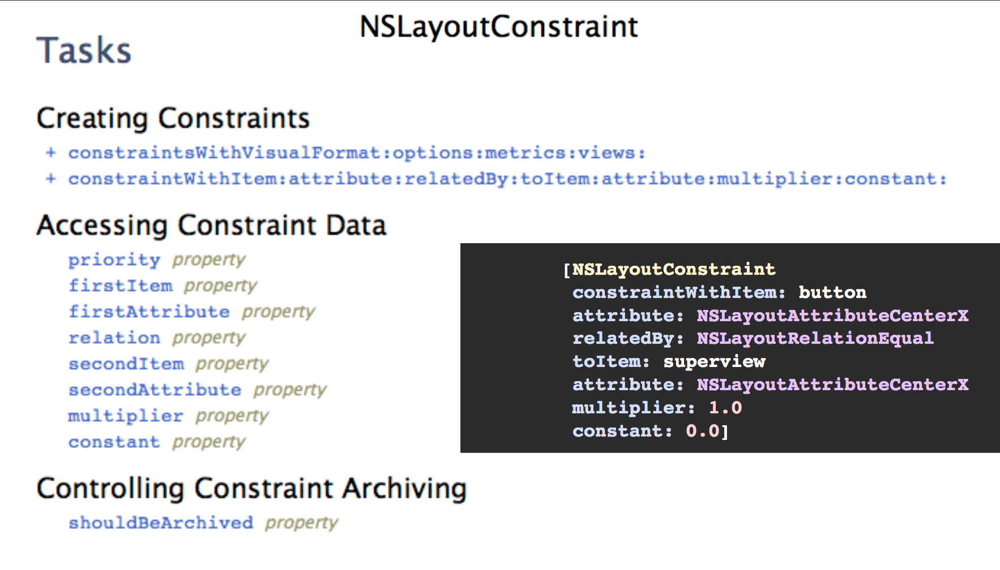 NSLayoutConstraint
Tasks
Creating Constraints
+ constraintsWithVisualFormat:options:metrics:views:
+ constraintWithItem:attribute:relatedBy:toItem:attribute:multiplier:constant:
Accessing Constraint Data
priority property
firstItem property
firstAttribute property
relation property
secondItem property
secondAttribute property
multiplier property
constant property
[NSLayoutConstraint
constraintWithItem: button
attribute: NSLayoutAttributeCenterX
relatedBy: NSLayoutRelationEqual
toItem: superview
attribute: NSLayoutAttributeCenterX
multiplier: 1.0
constant: 0.0]
Controlling Constraint Archiving
shouldBeArchived property